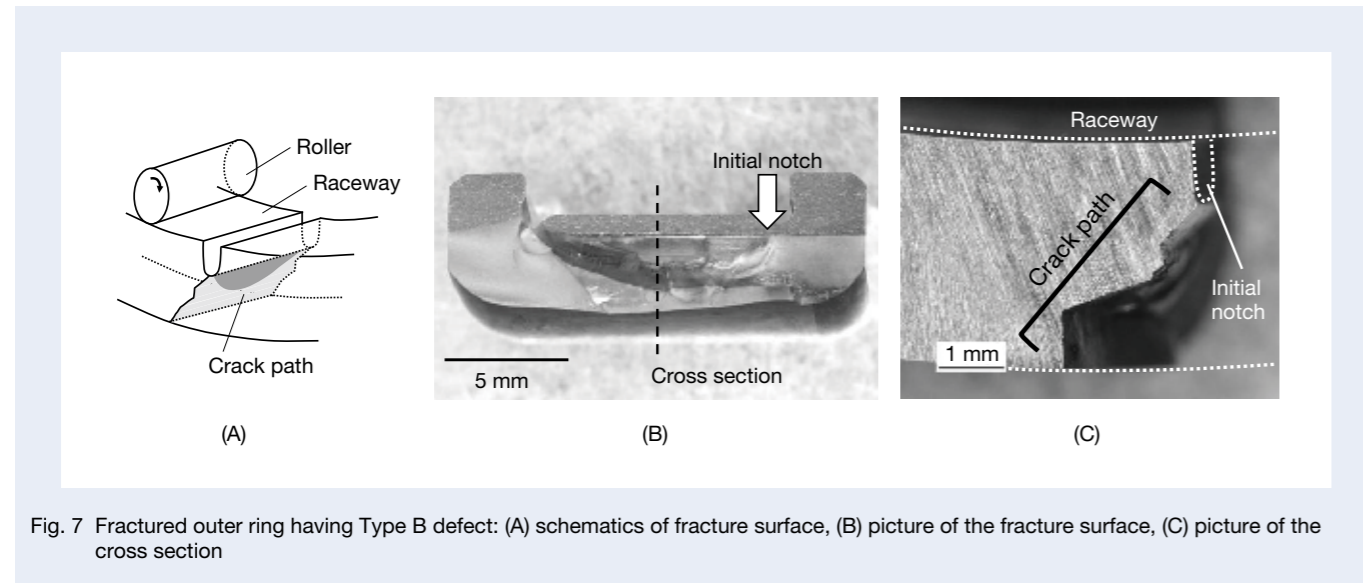 Roller
Raceway
Crack path
(A)
Initial notch
5 mm
Cross section
(B)
Raceway
Crack path
Initial
notch
1 mm
(C)
Fig. 7 Fractured outer ring having Type B defect: (A) schematics of fracture surface, (B) picture of the fracture surface, (C) picture of the
cross section